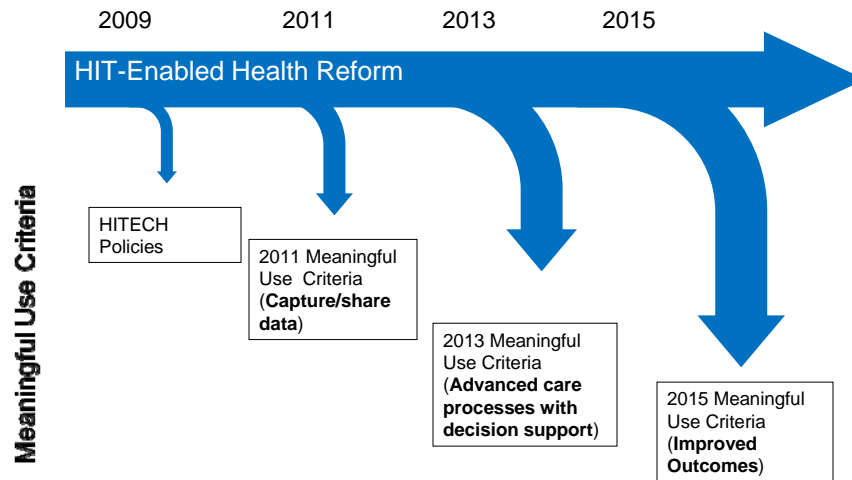 2009 2011 2013 2015
HIT-Enabled Health Reform
Meaningful Use Criteria
HITECH
Policies
2011 Meaningful
Use Criteria
(Capture/share
data)
2013 Meaningful
Use Criteria
(Advanced care
processes with
decision support)
2015 Meaningful
Use Criteria
(Improved
Outcomes)